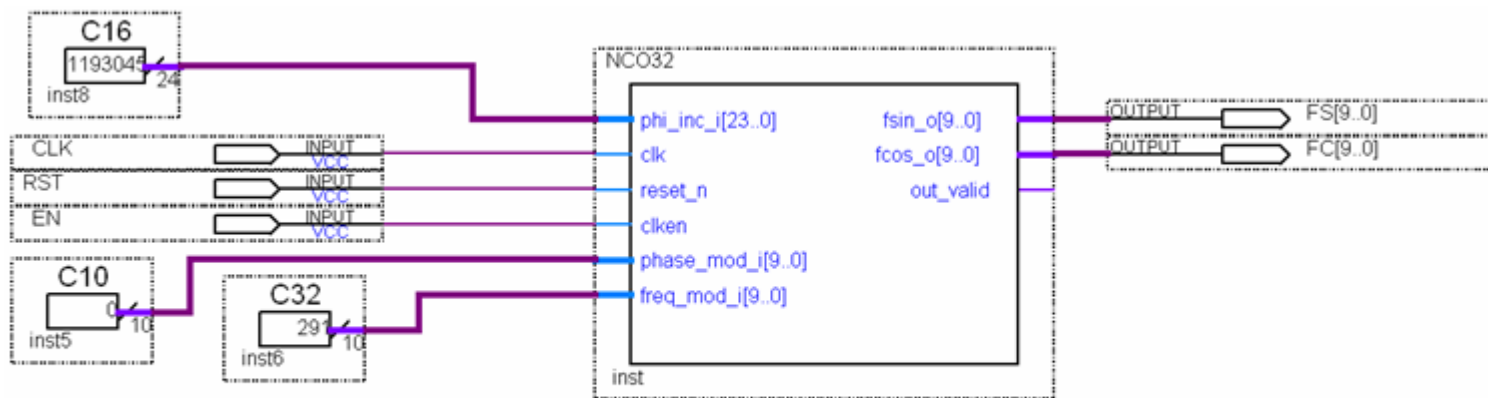 C16
1193045
24
inst8
CLK
INPUT
VCC
RST
INPUT
VCC
EN
INPUT
VCC
C10
0
10
inst5
C32
291
10
inst6
NCO32
phi_inc_i[23..0]
clk
reset_n
clken
phase_mod_i[9..0]
freq_mod_i[9..0]
fsin_o[9..0]
fcos_o[9..0]
out_valid
inst
OUTPUT
FS[9..0]
OUTPUT
FC[9..0]